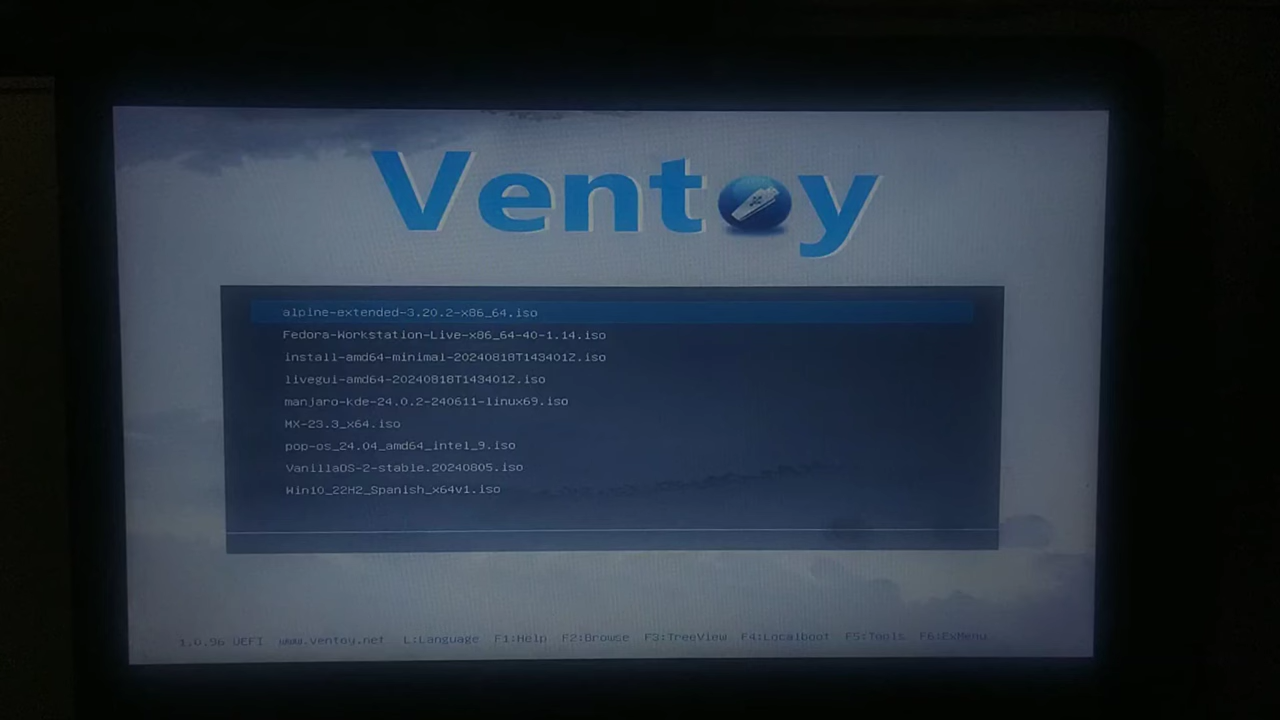 Ventoy
alpine-extended-3.20.2-x86_64.iso
Fedora-Workstation-Live-x86_64-40-1.14.iso
install-amd64-minimal-20240818T143401Z.iso
livegui-amd64-20240818T143401Z.iso
manjaro-kde-24.0.2-240611-linux69.iso
MX-23.3_x64.iso
pop-os_24.04_amd64_intel_9.iso
VanillaOS-2-stable.20240805.iso
Win10_22H2_Spanish_x64v1.iso
1.0.96 UEFI www.ventoy.net L:Language F1:Help F2:Browse F3:TreeView F4:Localboot F5:Tools F6:ExMenu